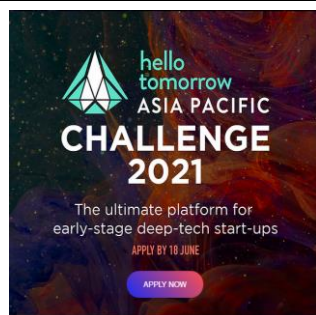 hello
tomorrow
ASIA PACIFIC
CHALLENGE
2021
The ultimate platform for
early-stage deep-tech start-ups
APPLY BY 18 JUNE
APPLY NOW